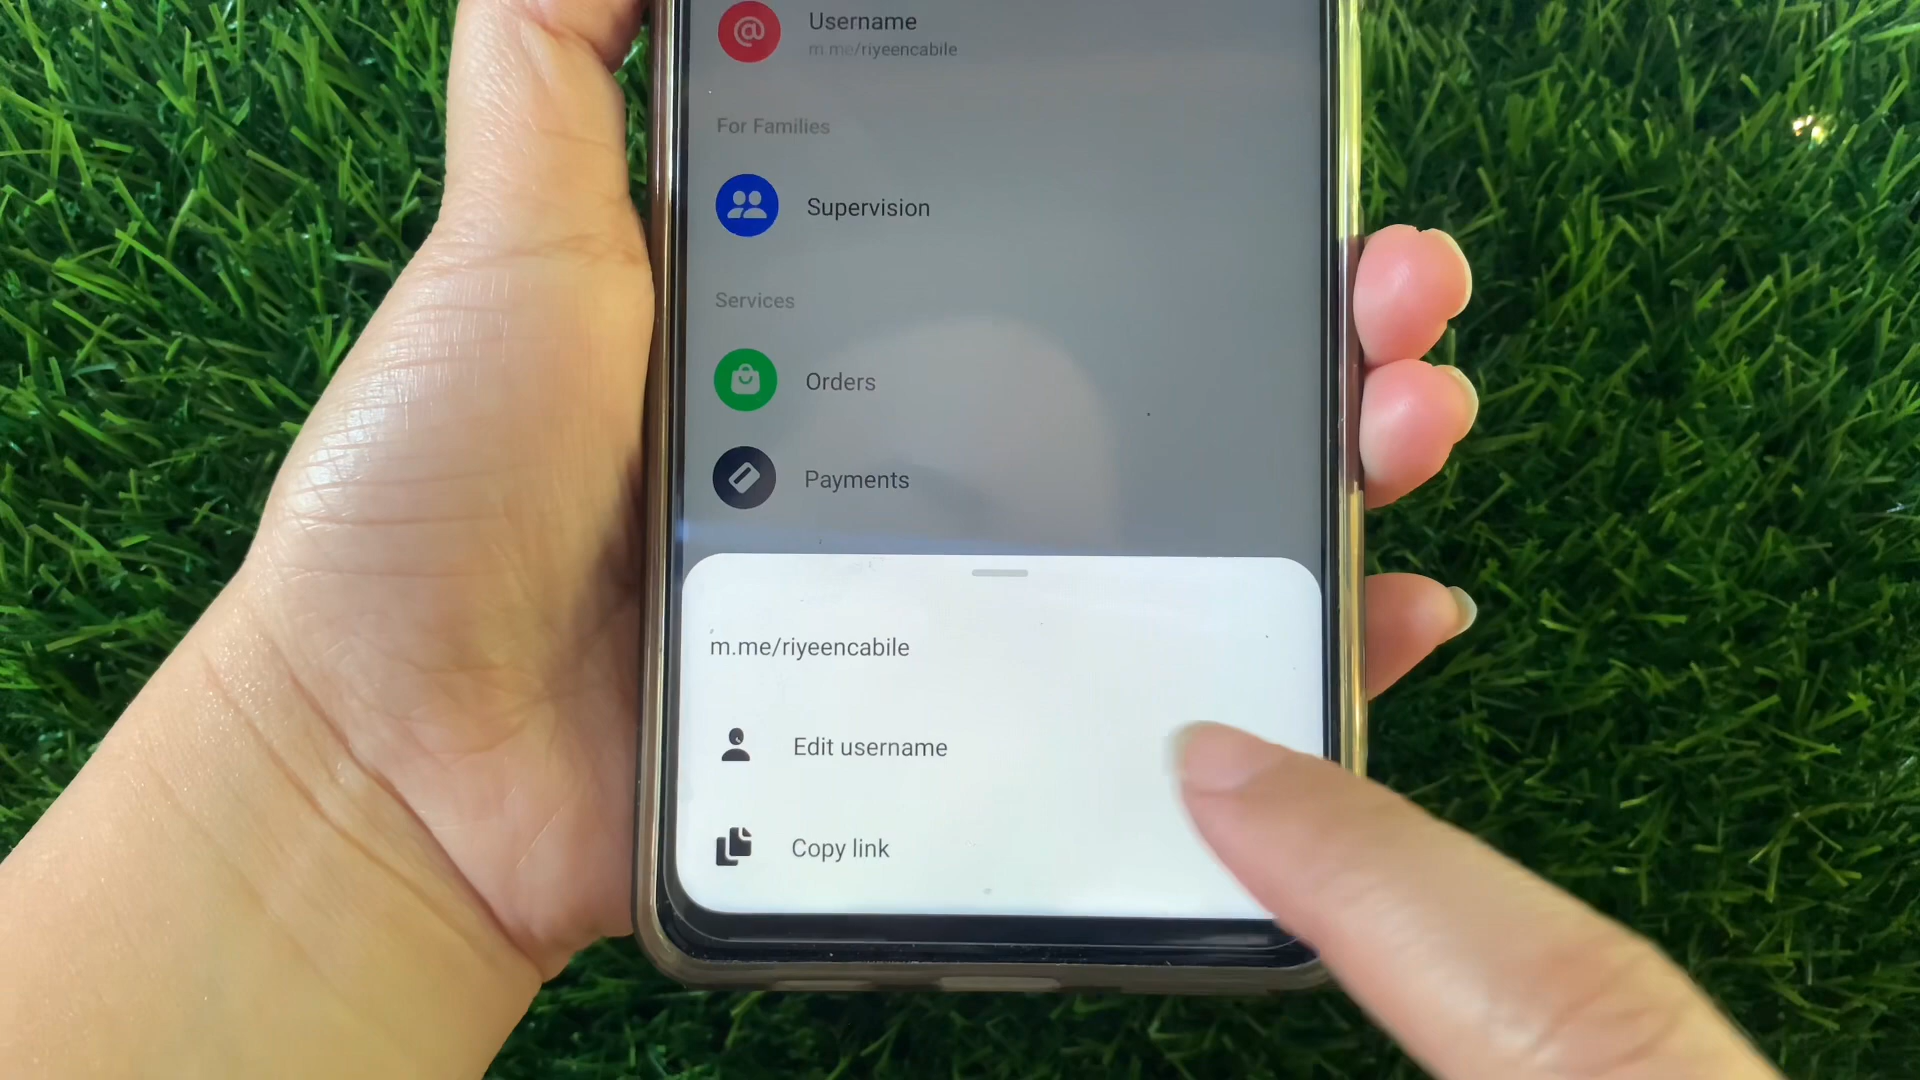 Username
m.me/riyeencabile
For Families
Supervision
Services
Orders
Payments
m.me/riyeencabile
Edit username
Copy link